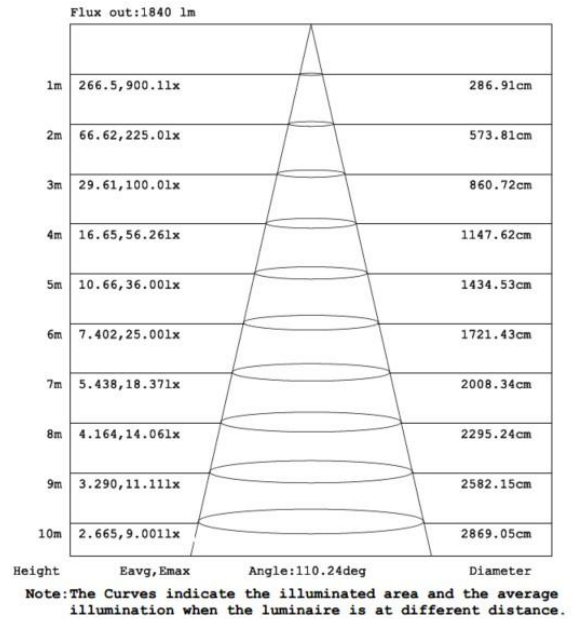 Flux out:1840 lm
1m 266.5,900.1lx 286.91cm
2m 66.62,225.0lx 573.81cm
3m 29.61,100.0lx 860.72cm
4m 16.65,56.26lx 1147.62cm
5m 10.66,36.00lx 1434.53cm
6m 7.402,25.00lx 1721.43cm
7m 5.438,18.37lx 2008.34cm
8m 4.164,14.06lx 2295.24cm
9m 3.290,11.11lx 2582.15cm
10m 2.665,9.001lx 2869.05cm
Height Eavg,Emax Angle:110.24deg Diameter
Note:The Curves indicate the illuminated area and the average
illumination when the luminaire is at different distance.